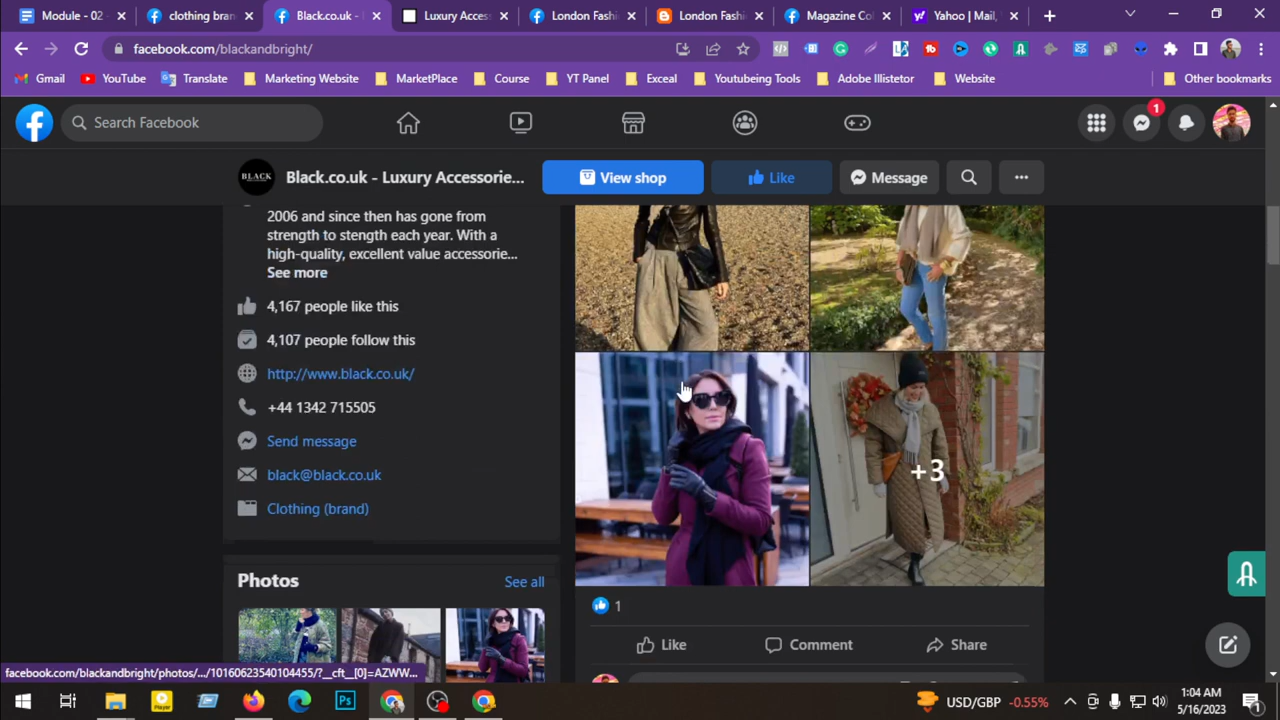 Module - 02 -
clothing bran
Black.co.uk -
Luxury Acces
London Fashi
London Fash
Magazine Co
Yahoo | Mail,
facebook.com/blackandbright/
Gmail
YouTube
Translate
Marketing Website
MarketPlace
Course
YT Panel
Exceal
Youtubeing Tools
Adobe Illistetor
Website
Other bookmarks
Search Facebook
1
BLACK
Black.co.uk - Luxury Accessorie...
View shop
Like
Message
2006 and since then has gone from
strength to stength each year. With a
high-quality, excellent value accessorie...
See more
4,167 people like this
4,107 people follow this
http://www.black.co.uk/
+44 1342 715505
Send message
black@black.co.uk
Clothing (brand)
+3
Photos
See all
1
Like
Comment
Share
facebook.com/blackandbright/photos/.../10160623540104455/?__cft__[0]=AZWW...
USD/GBP
-0.55%
1:04 AM
5/16/2023
1